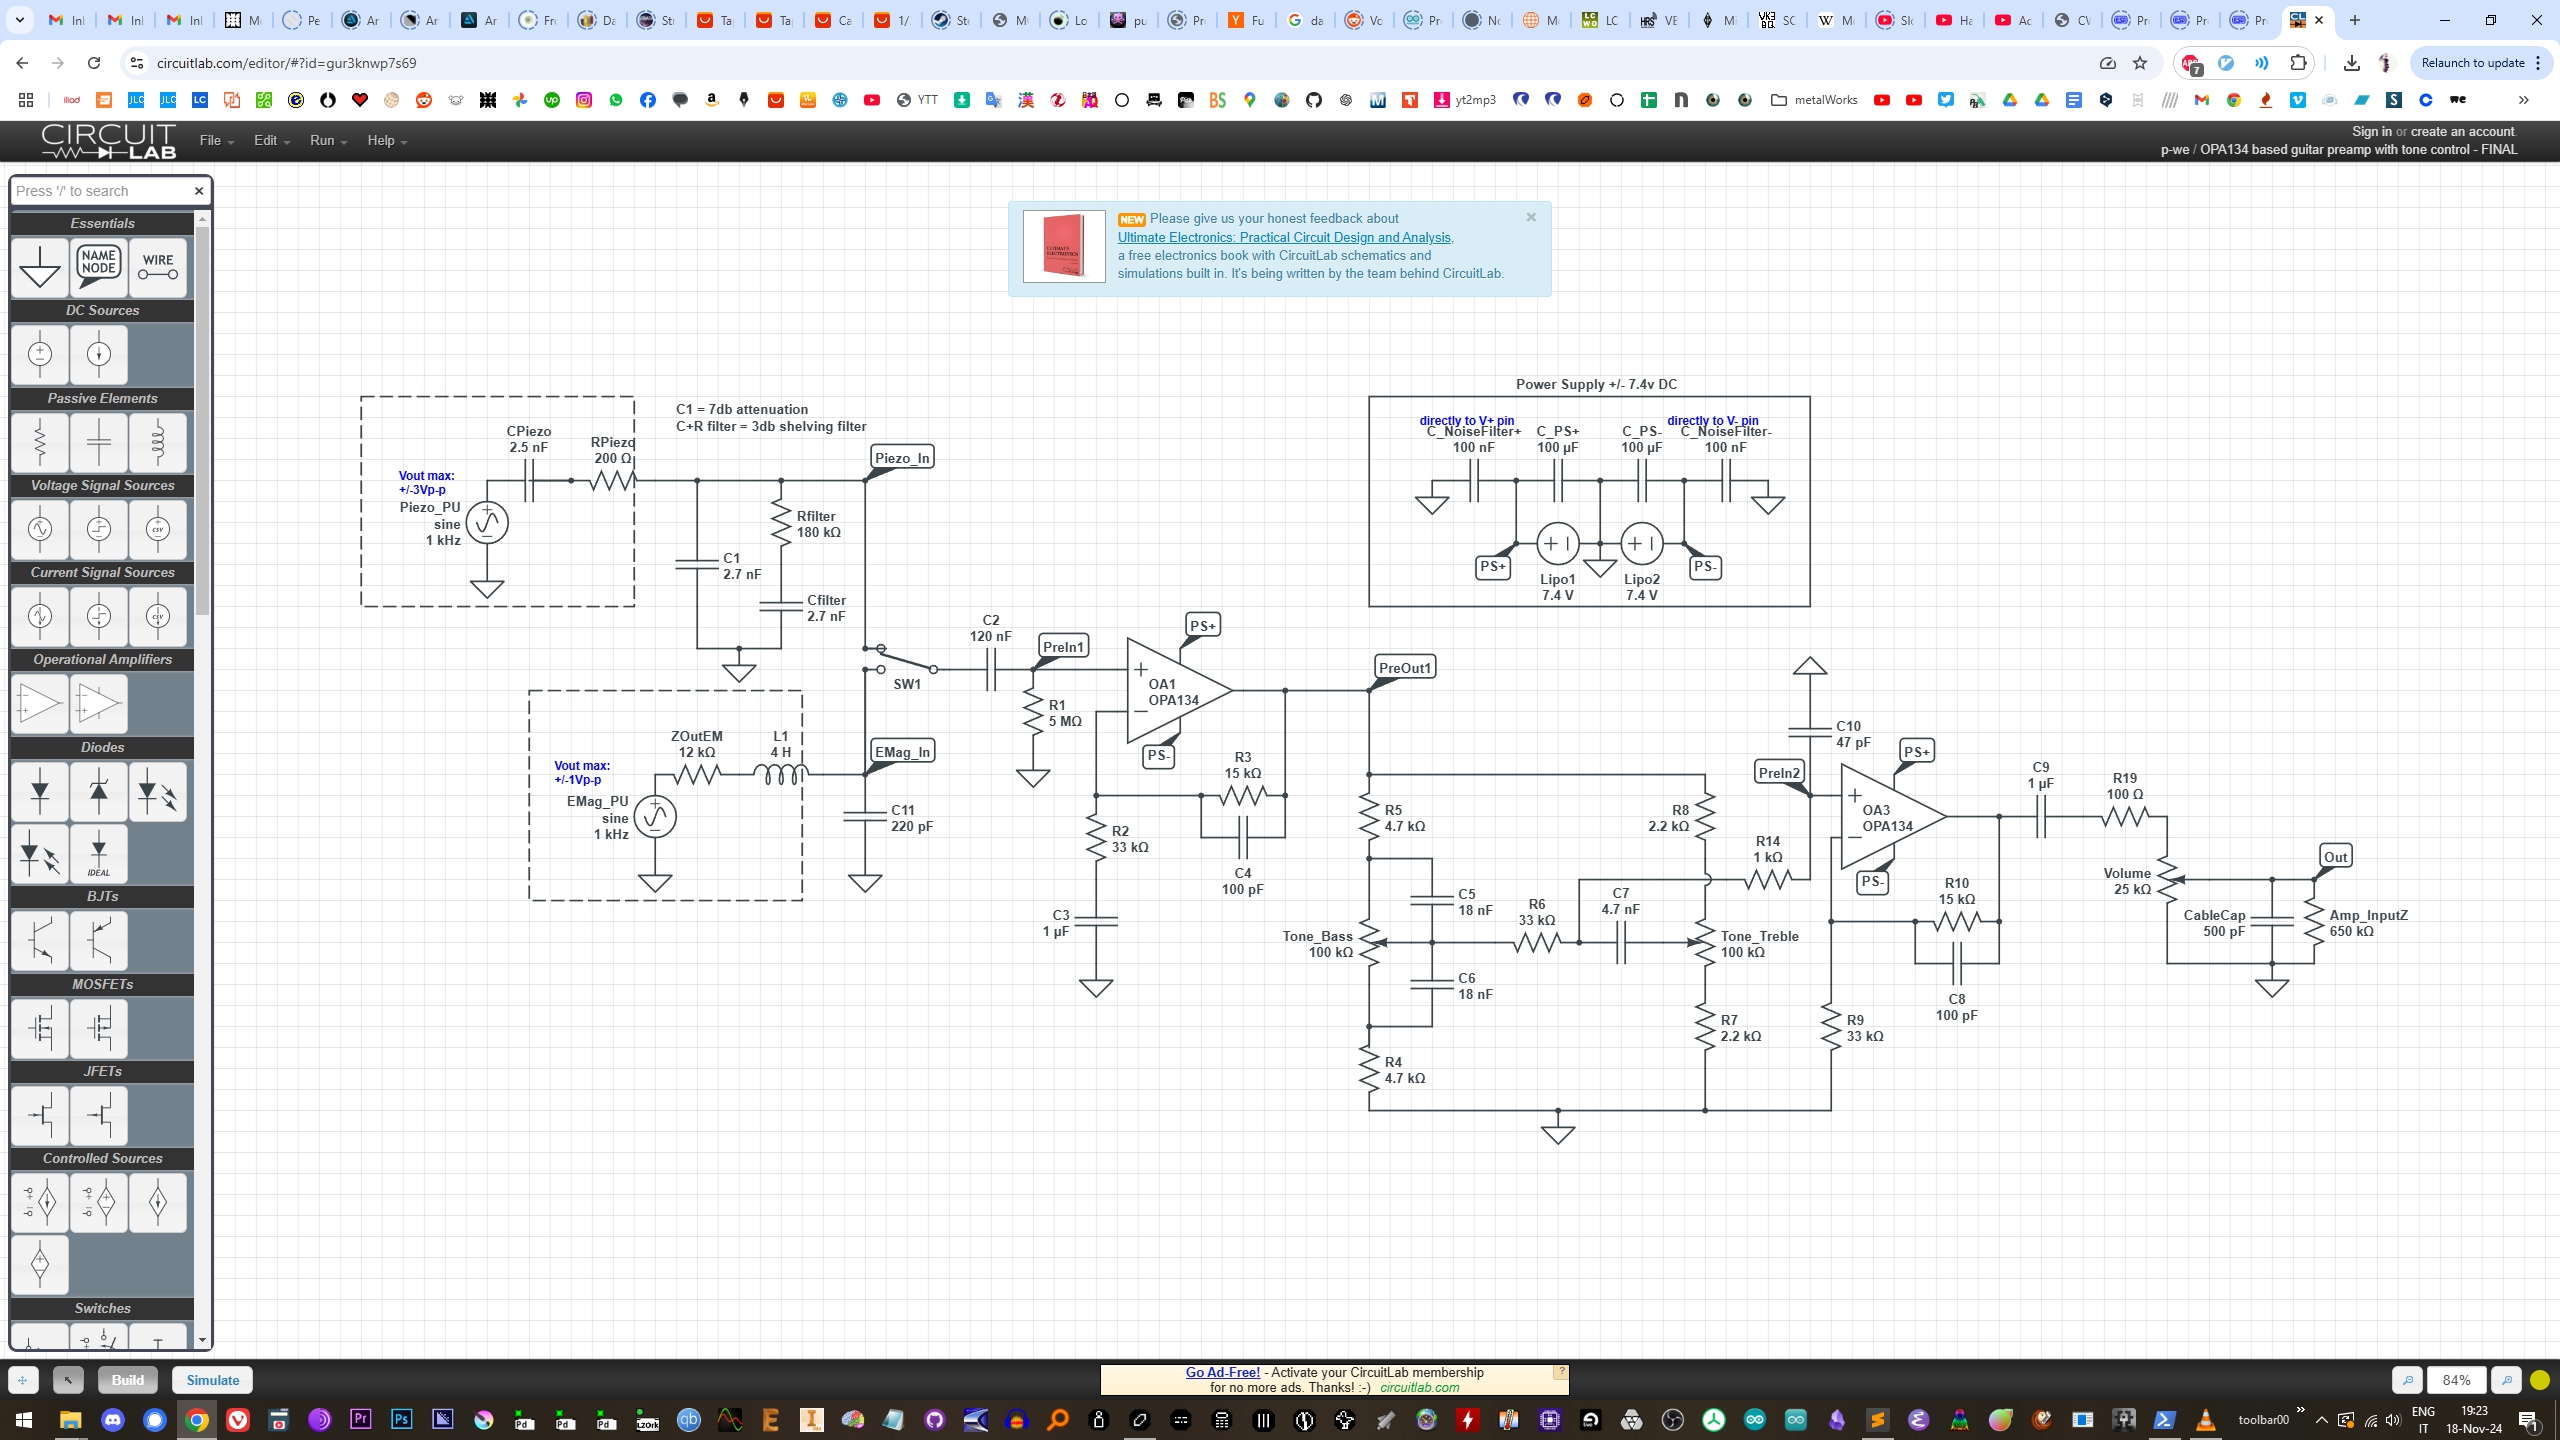 circuitlab.com/editor/#?id=gur3knwp7s69
Relaunch to update
YTT
yt2mp3
metalWorks
CIRCUIT LAB
File Edit Run Help
Sign in or create an account.
p-we / OPA134 based guitar preamp with tone control - FINAL
Press '/' to search
Essentials
NAME NODE
WIRE
DC Sources
Passive Elements
Voltage Signal Sources
csv
Current Signal Sources
csv
Operational Amplifiers
Diodes
IDEAL
BJTs
MOSFETs
JFETs
Controlled Sources
Switches
NEW Please give us your honest feedback about
Ultimate Electronics: Practical Circuit Design and Analysis,
a free electronics book with CircuitLab schematics and
simulations built in. It's being written by the team behind CircuitLab.
CPiezo
2.5 nF
RPiezo
200 Ω
Vout max:
+/-3Vp-p
Piezo_PU
sine
1 kHz
C1 = 7db attenuation
C+R filter = 3db shelving filter
Piezo_In
Rfilter
180 kΩ
C1
2.7 nF
Cfilter
2.7 nF
SW1
ZOutEM
12 kΩ
L1
4 H
Vout max:
+/-1Vp-p
EMag_PU
sine
1 kHz
EMag_In
C11
220 pF
C2
120 nF
PreIn1
R1
5 MΩ
PS+
OA1
OPA134
PS-
R3
15 kΩ
C4
100 pF
R2
33 kΩ
C3
1 µF
PreOut1
Power Supply +/- 7.4v DC
directly to V+ pin
directly to V- pin
C_NoiseFilter+
100 nF
C_PS+
100 µF
C_PS-
100 µF
C_NoiseFilter-
100 nF
PS+
PS-
Lipo1
7.4 V
Lipo2
7.4 V
R5
4.7 kΩ
C5
18 nF
Tone_Bass
100 kΩ
C6
18 nF
R4
4.7 kΩ
R6
33 kΩ
C7
4.7 nF
R8
2.2 kΩ
Tone_Treble
100 kΩ
R7
2.2 kΩ
R14
1 kΩ
PreIn2
C10
47 pF
PS+
OA3
OPA134
PS-
R10
15 kΩ
C8
100 pF
R9
33 kΩ
C9
1 µF
R19
100 Ω
Volume
25 kΩ
Out
CableCap
500 pF
Amp_InputZ
650 kΩ
Build
Simulate
Go Ad-Free! - Activate your CircuitLab membership
for no more ads. Thanks! :-) circuitlab.com
84%
toolbar00
ENG
IT
19:23
18-Nov-24